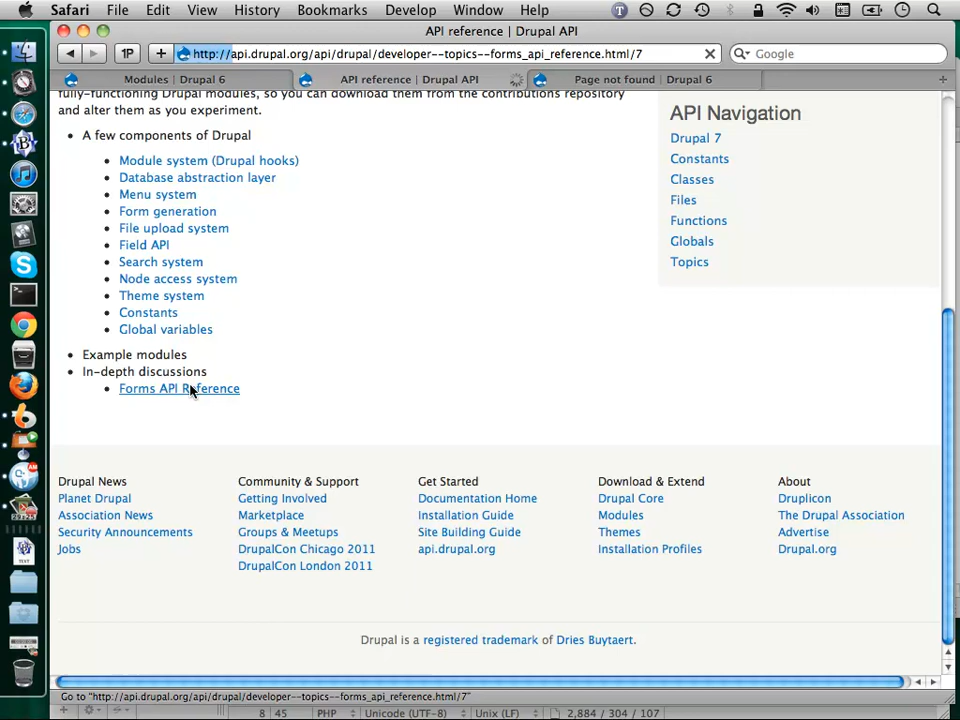 Safari File Edit View History Bookmarks Develop Window Help
API reference | Drupal API
1P
http://api.drupal.org/api/drupal/developer--topics--forms_api_reference.html/7
Google
Modules | Drupal 6
API reference | Drupal API
Page not found | Drupal 6
fully-functioning Drupal modules, so you can download them from the contributions repository
and alter them as you experiment.
A few components of Drupal
Module system (Drupal hooks)
Database abstraction layer
Menu system
Form generation
File upload system
Field API
Search system
Node access system
Theme system
Constants
Global variables
Example modules
In-depth discussions
Forms API Reference
API Navigation
Drupal 7
Constants
Classes
Files
Functions
Globals
Topics
Drupal News
Planet Drupal
Association News
Security Announcements
Jobs
Community & Support
Getting Involved
Marketplace
Groups & Meetups
DrupalCon Chicago 2011
DrupalCon London 2011
Get Started
Documentation Home
Installation Guide
Site Building Guide
api.drupal.org
Download & Extend
Drupal Core
Modules
Themes
Installation Profiles
About
Druplicon
The Drupal Association
Advertise
Drupal.org
Drupal is a registered trademark of Dries Buytaert.
Go to "http://api.drupal.org/api/drupal/developer--topics--forms_api_reference.html/7"
8 45 PHP Unicode (UTF-8) Unix (LF) 2,884 / 304 / 107